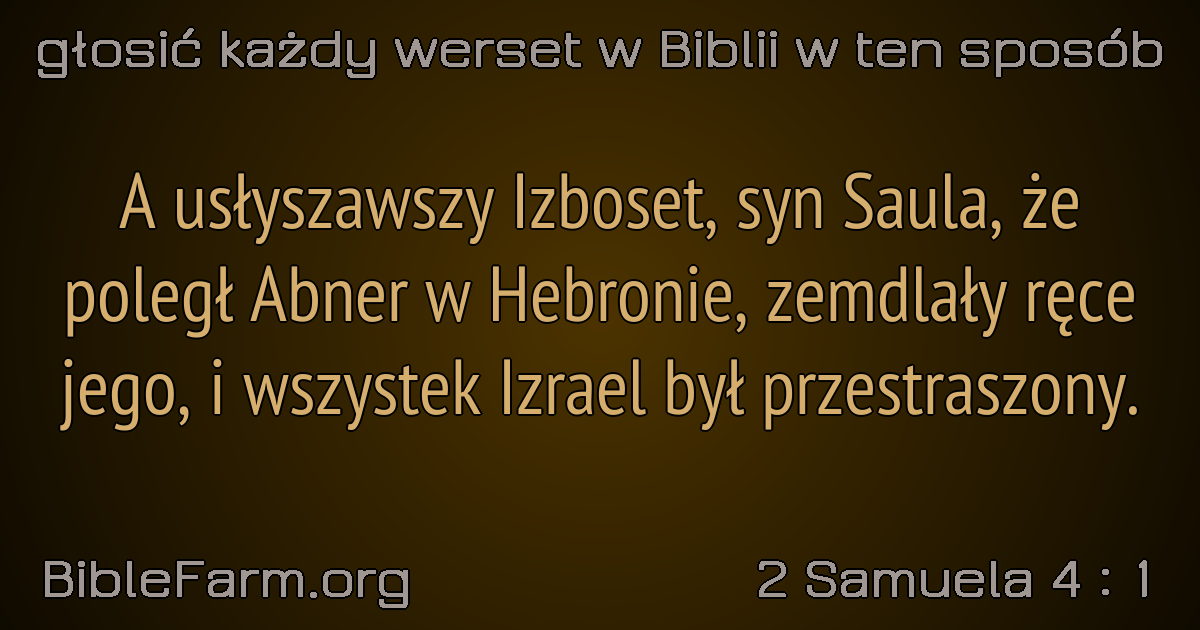 głosić każdy werset w Biblii w ten sposób
A usłyszawszy Izboset, syn Saula, że
poległ Abner w Hebronie, zemdlały ręce
jego, i wszystek Izrael był przestraszony.
BibleFarm.org
2 Samuela 4 : 1